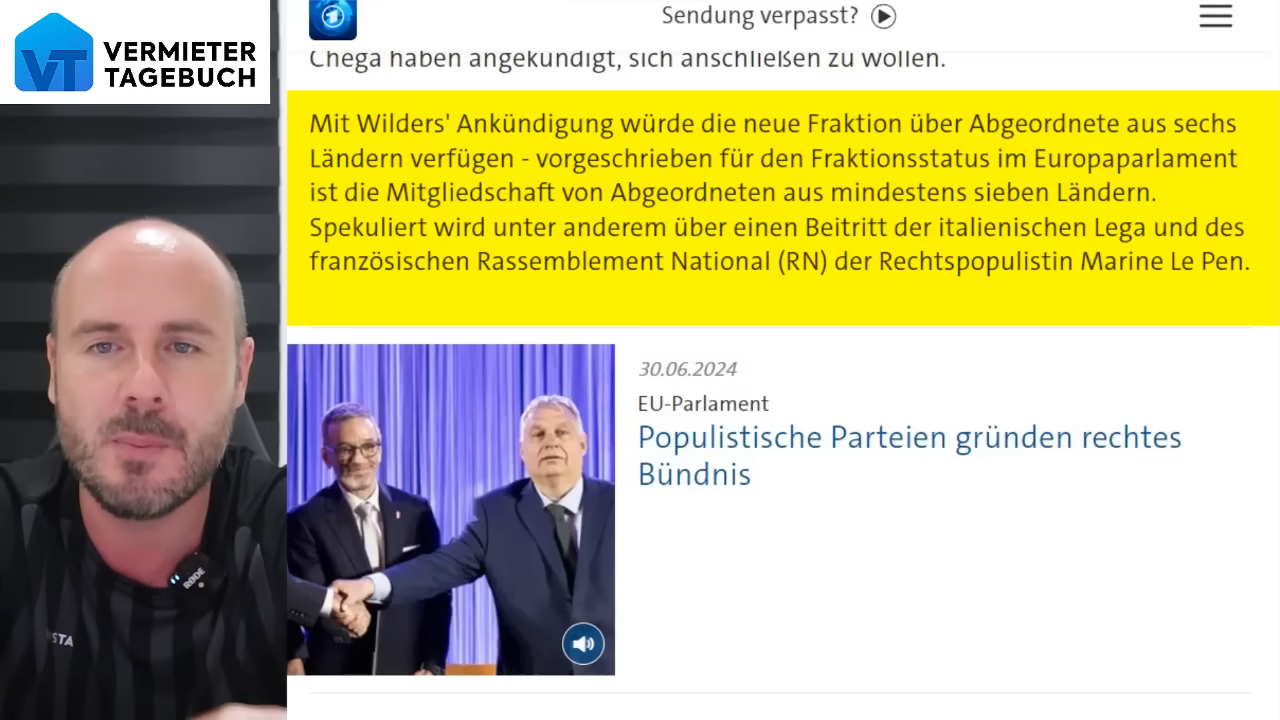 VERMIETER
TAGEBUCH
VT
Sendung verpasst?
Chega haben angekündigt, sich anschließen zu wollen.
Mit Wilders' Ankündigung würde die neue Fraktion über Abgeordnete aus sechs
Ländern verfügen - vorgeschrieben für den Fraktionsstatus im Europaparlament
ist die Mitgliedschaft von Abgeordneten aus mindestens sieben Ländern.
Spekuliert wird unter anderem über einen Beitritt der italienischen Lega und des
französischen Rassemblement National (RN) der Rechtspopulistin Marine Le Pen.
30.06.2024
EU-Parlament
Populistische Parteien gründen rechtes
Bündnis
RØDE
STA